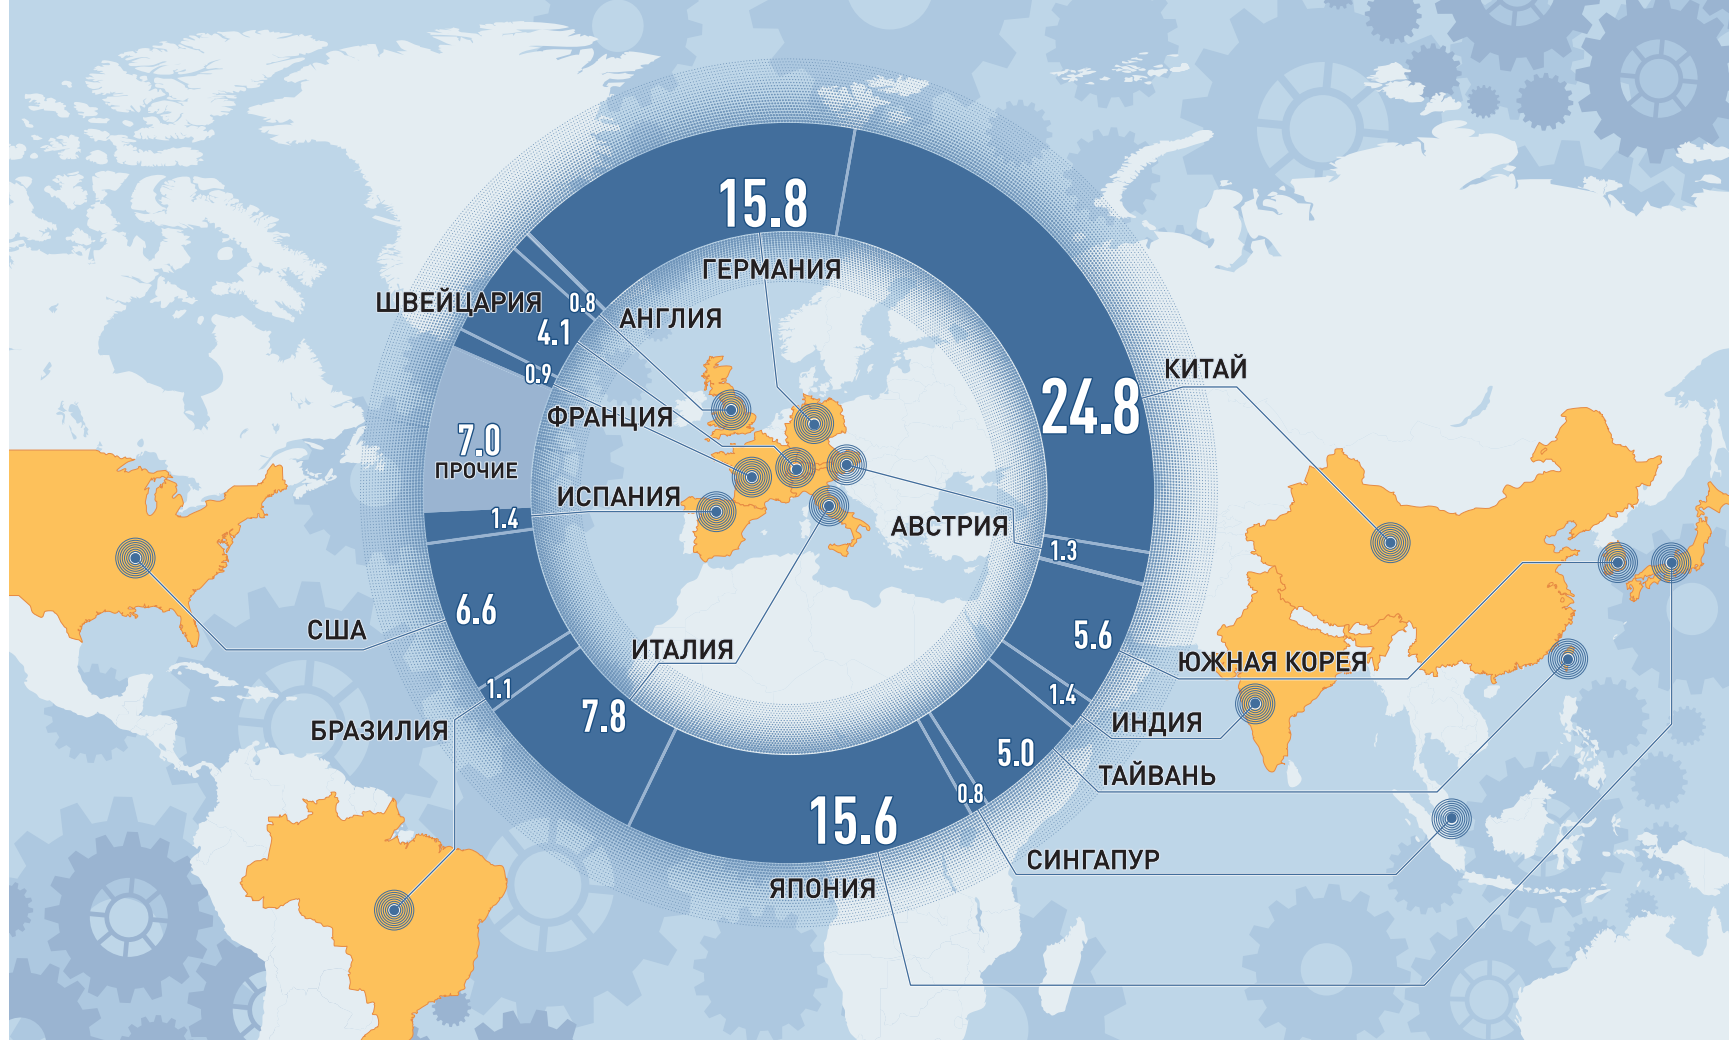 15.8
ГЕРМАНИЯ
ШВЕЙЦАРИЯ
0.8
АНГЛИЯ
4.1
КИТАЙ
0.9
24.8
ФРАНЦИЯ
7.0
ПРОЧИЕ
ИСПАНИЯ
1.4
АВСТРИЯ
1.3
6.6
США
5.6
ИТАЛИЯ
ЮЖНАЯ КОРЕЯ
1.1
1.4
7.8
ИНДИЯ
БРАЗИЛИЯ
5.0
ТАЙВАНЬ
0.8
15.6
СИНГАПУР
ЯПОНИЯ